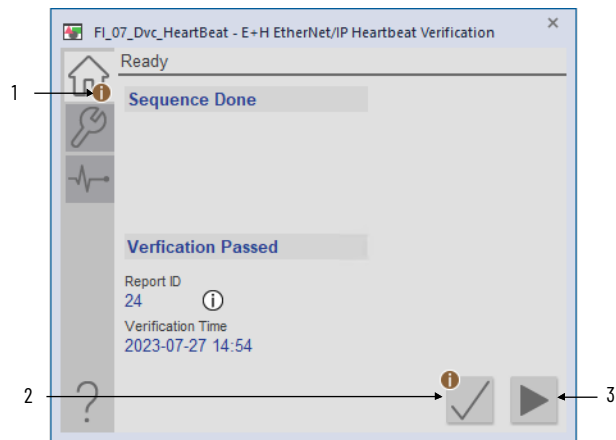 FI_07_Dvc_HeartBeat - E+H EtherNet/IP Heartbeat Verification
Ready
1
Sequence Done
Verfication Passed
Report ID
24
Verification Time
2023-07-27 14:54
2
3